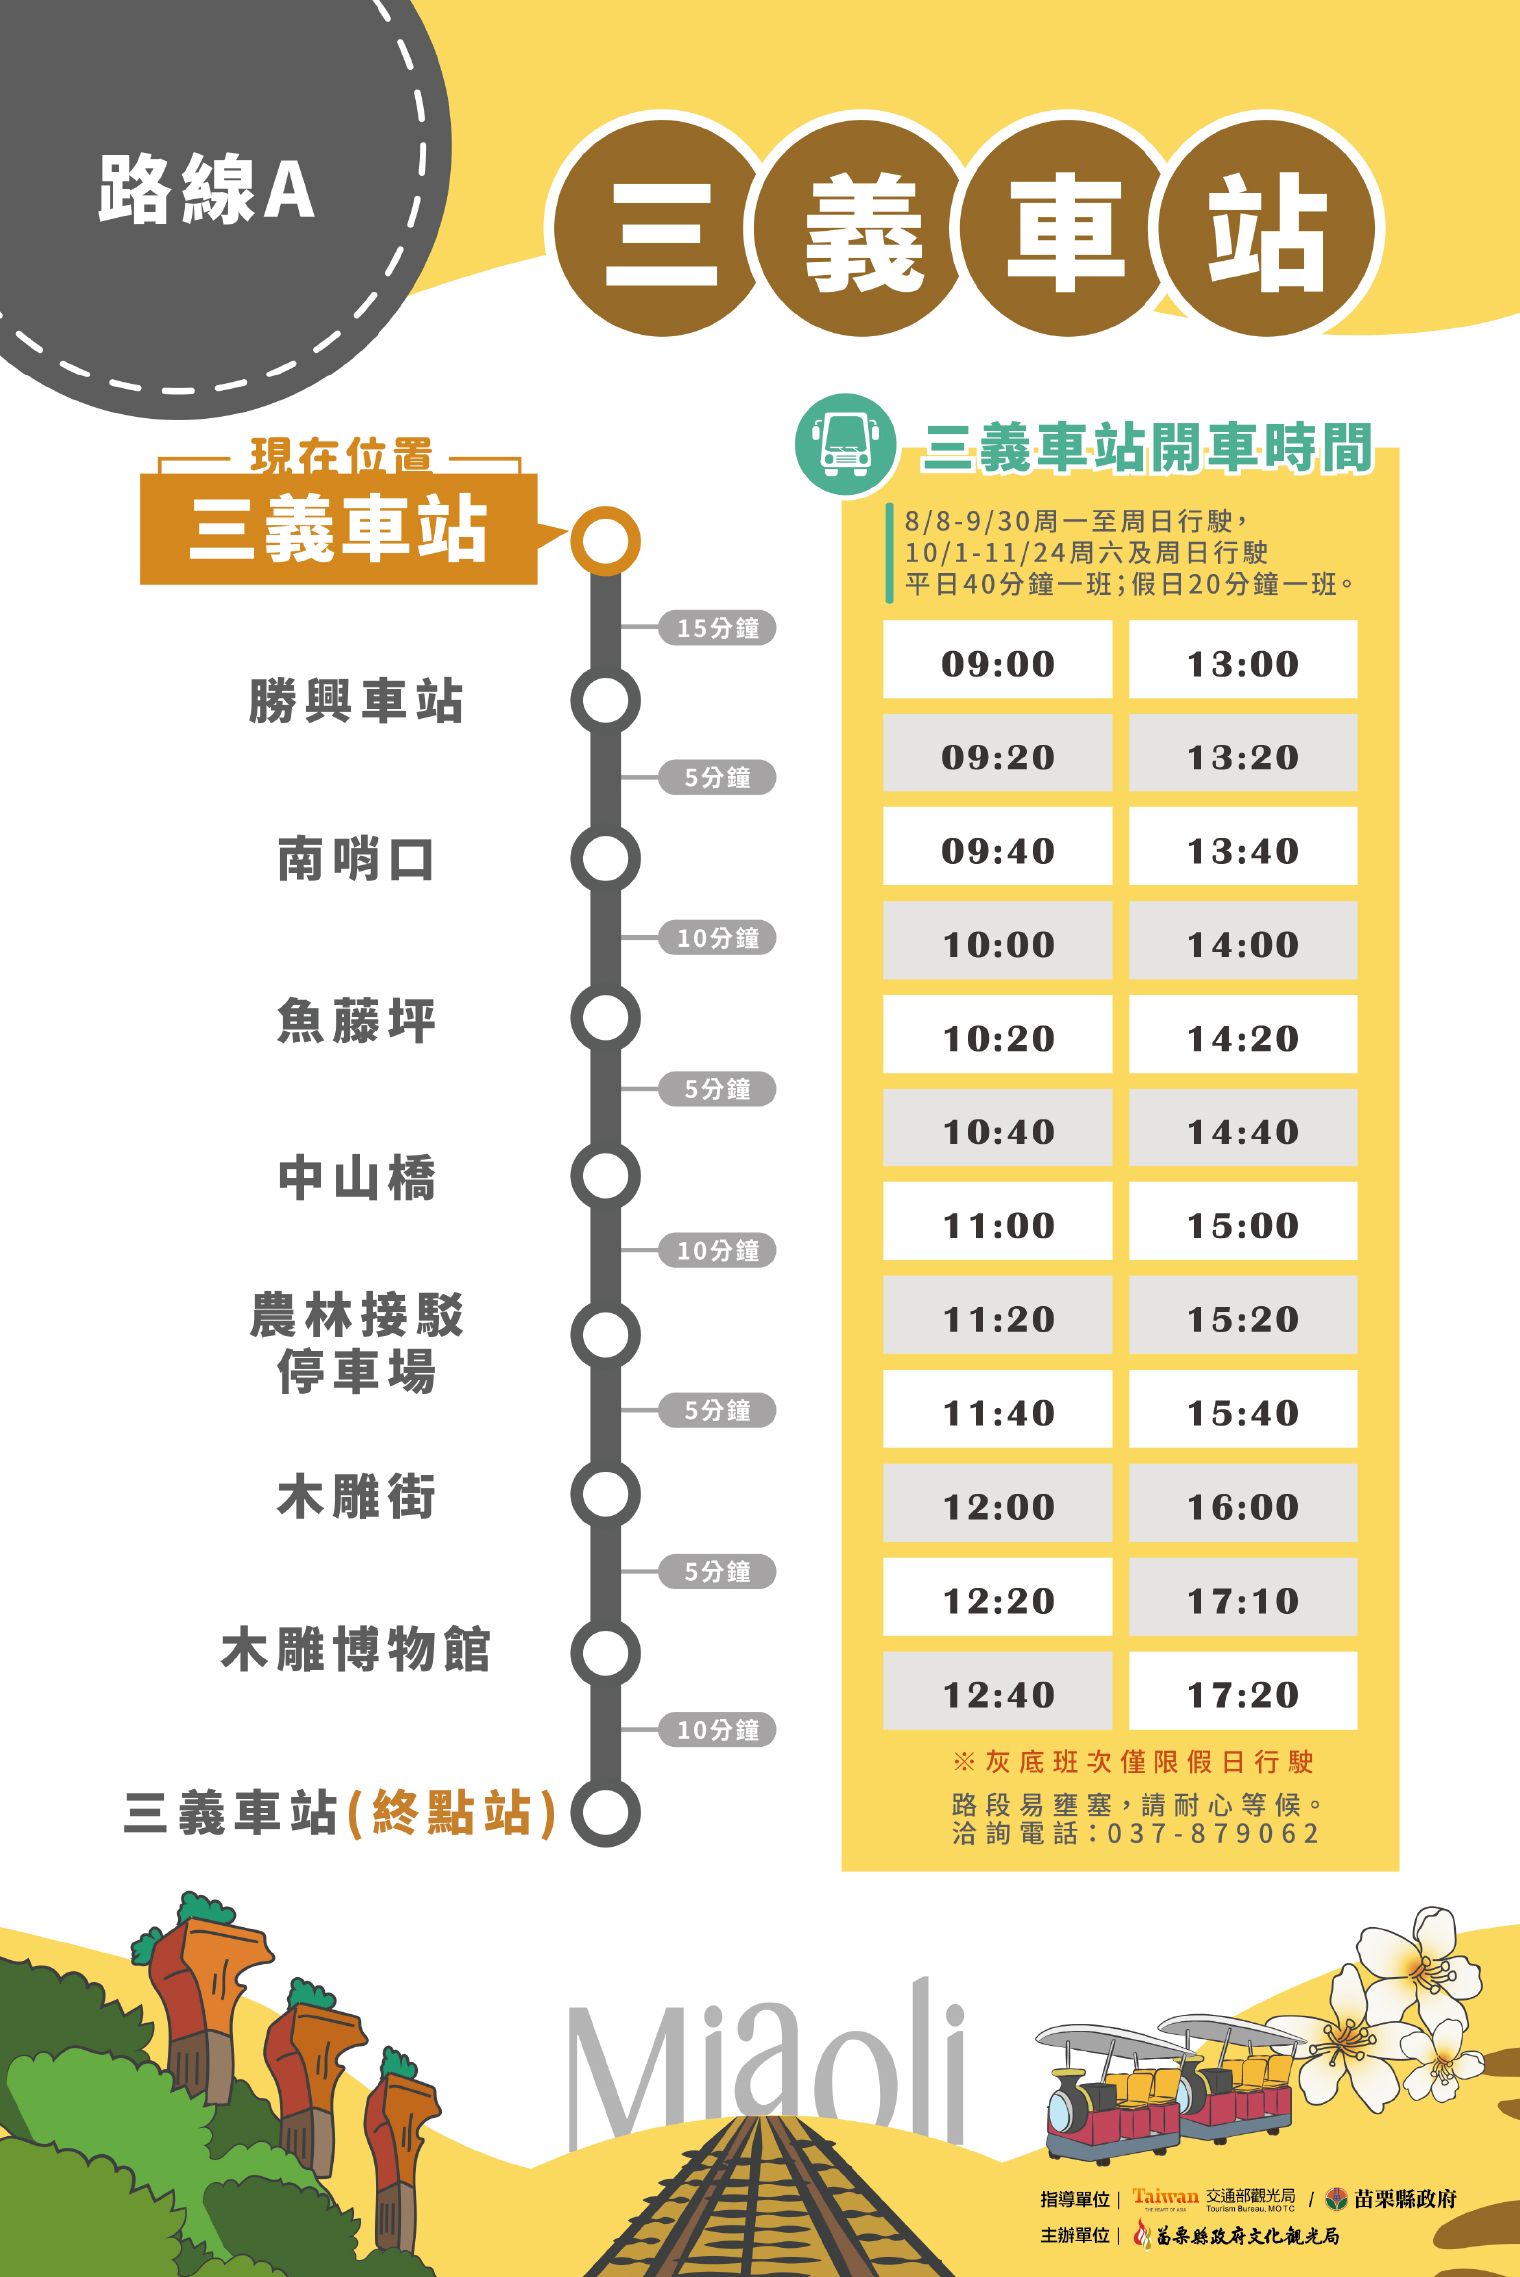 路線A
三義車站
現在位置
三義車站
15分鐘
勝興車站
5分鐘
南哨口
10分鐘
魚藤坪
5分鐘
中山橋
10分鐘
農林接駁
停車場
5分鐘
木雕街
5分鐘
木雕博物館
10分鐘
三義車站(終點站)
三義車站開車時間
8/8-9/30周一至周日行駛，
10/1-11/24周六及周日行駛
平日40分鐘一班；假日20分鐘一班。
09:00 13:00
09:20 13:20
09:40 13:40
10:00 14:00
10:20 14:20
10:40 14:40
11:00 15:00
11:20 15:20
11:40 15:40
12:00 16:00
12:20 17:10
12:40 17:20
※灰底班次僅限假日行駛
路段易壅塞，請耐心等候。
洽詢電話：037-879062
Miaoli
指導單位｜ Taiwan THE HEART OF ASIA 交通部觀光局 Tourism Bureau, MOTC / 苗栗縣政府
主辦單位｜ 苗栗縣政府文化觀光局